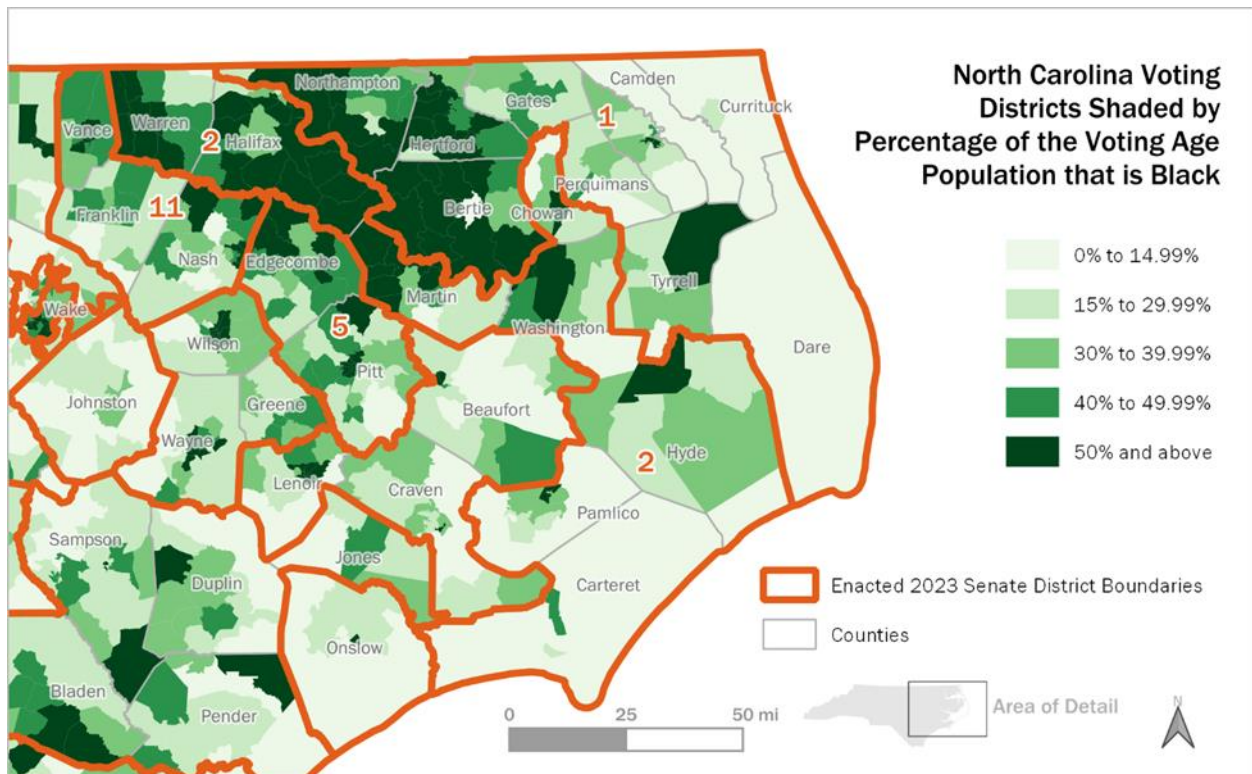 North Carolina Voting
Districts Shaded by
Percentage of the Voting Age
Population that is Black
0% to 14.99%
15% to 29.99%
30% to 39.99%
40% to 49.99%
50% and above
Enacted 2023 Senate District Boundaries
Counties
Area of Detail
N
0 25 50 mi
Camden
Northampton
Gates
Currituck
1
Vance
Warren
2
Halifax
Hertford
Perquimans
Franklin
11
Bertie
Chowan
Nash
Edgecombe
Tyrrell
Wake
Martin
Washington
5
Wilson
Dare
Pitt
Johnston
Greene
Beaufort
Wayne
2
Hyde
Lenoir
Craven
Pamlico
Sampson
Jones
Duplin
Carteret
Onslow
Bladen
Pender